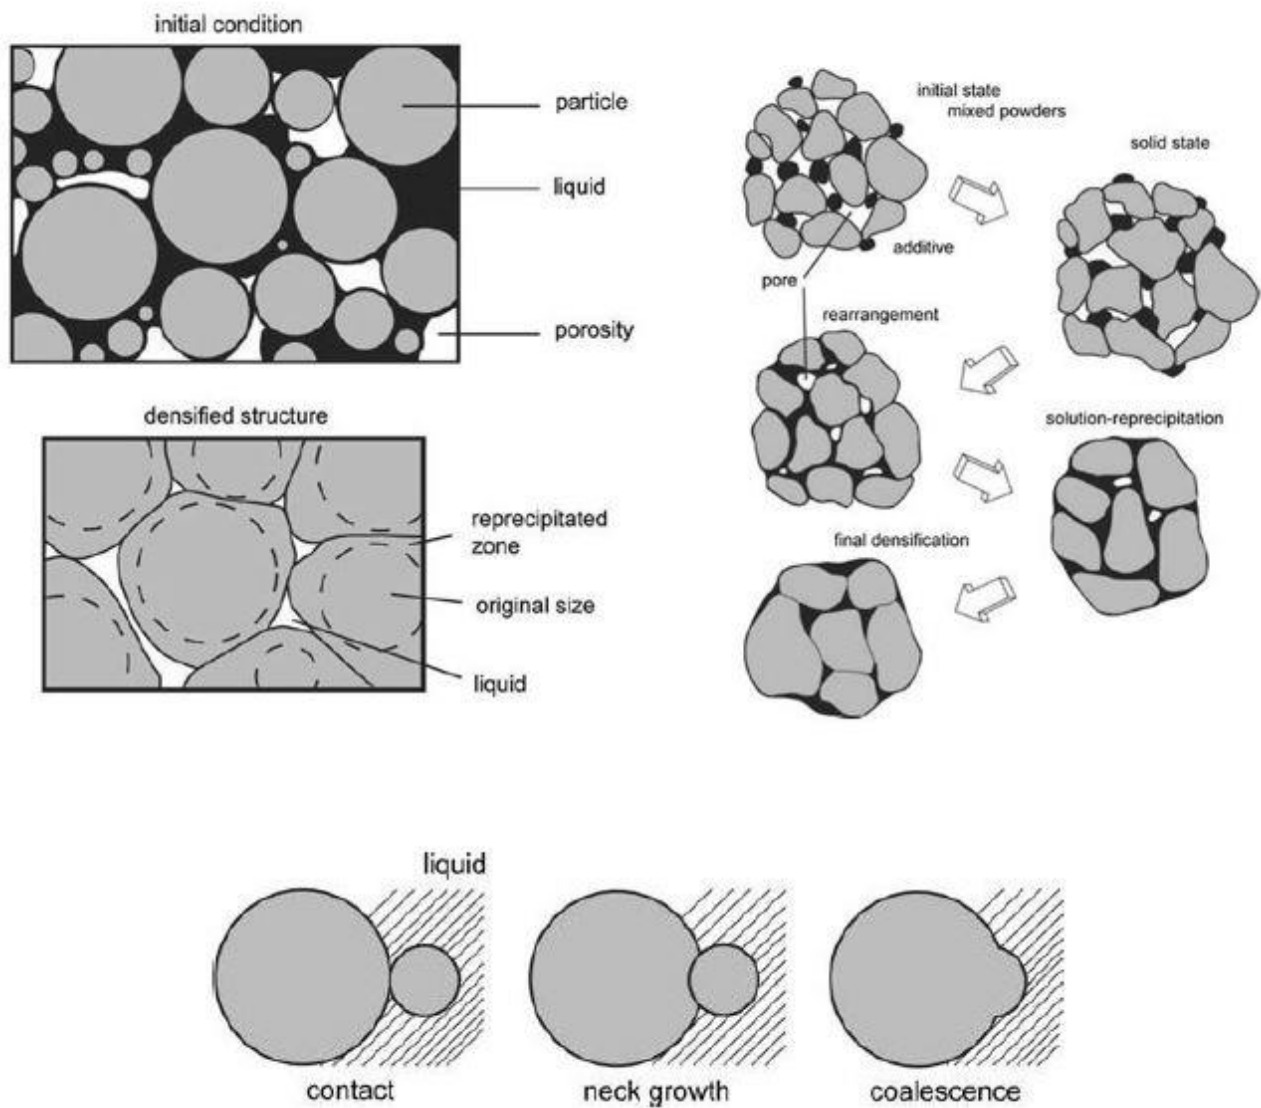 initial condition
particle
liquid
porosity
densified structure
reprecipitated
zone
original size
liquid
initial state
mixed powders
solid state
additive
pore
rearrangement
solution-reprecipitation
final densification
liquid
contact
neck growth
coalescence